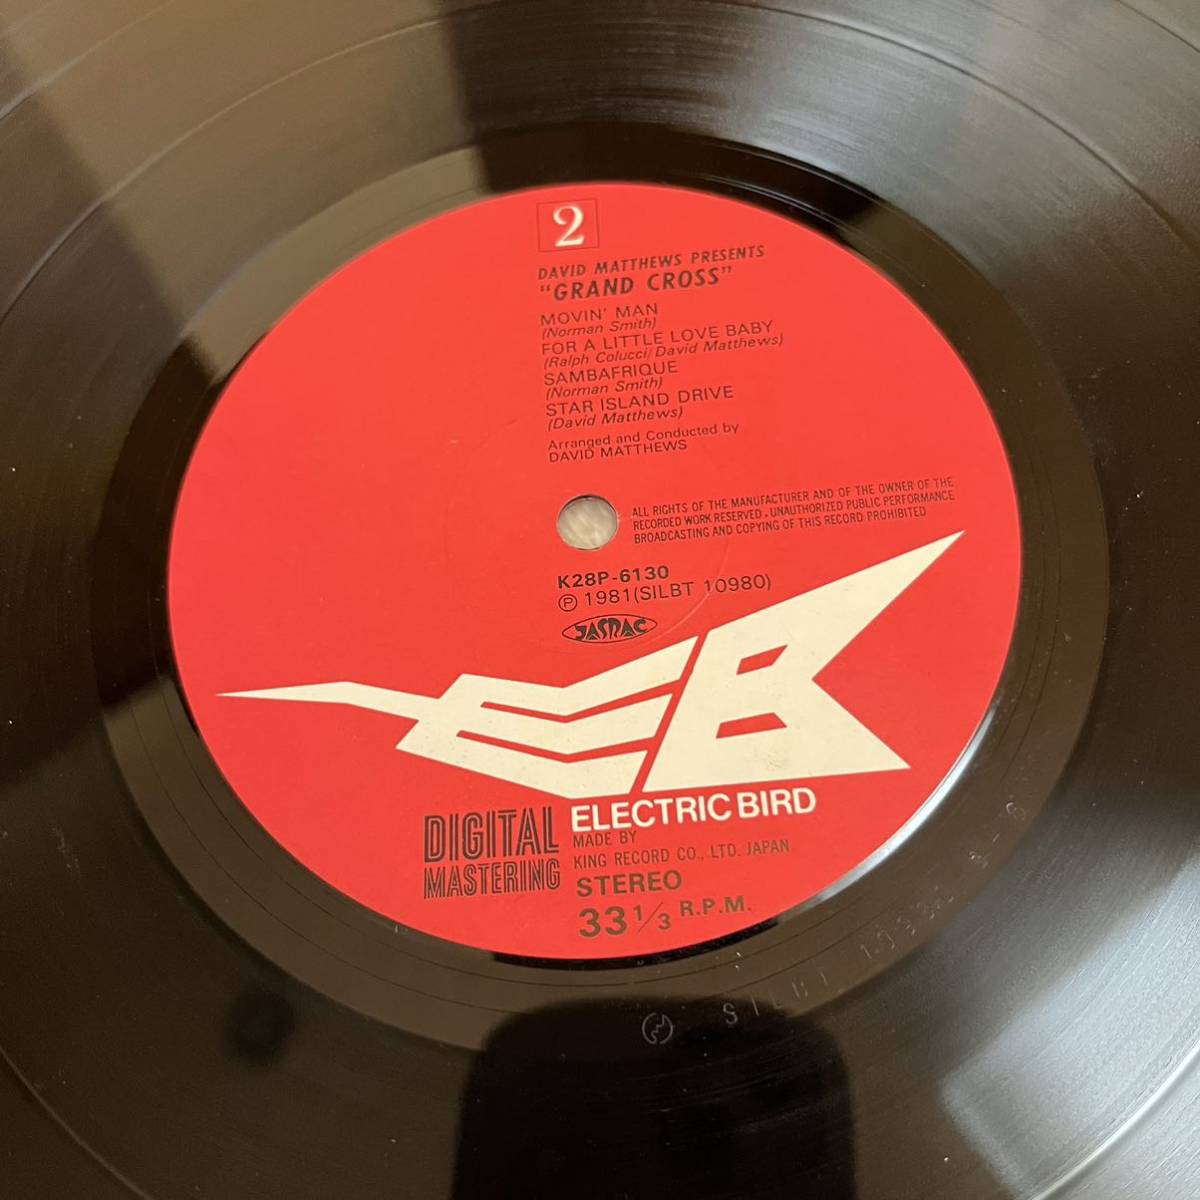 2
DAVID MATTHEWS PRESENTS
"GRAND CROSS"
MOVIN' MAN
(Norman Smith)
FOR A LITTLE LOVE BABY
(Ralph Colucci/David Matthews)
SAMBAFRIQUE
(Norman Smith)
STAR ISLAND DRIVE
(David Matthews)
Arranged and Conducted by
DAVID MATTHEWS
ALL RIGHTS OF THE MANUFACTURER AND OF THE OWNER OF THE
RECORDED WORK RESERVED. UNAUTHORIZED PUBLIC PERFORMANCE
BROADCASTING AND COPYING OF THIS RECORD PROHIBITED
K28P-6130
Ⓟ 1981 (SILBT 10980)
JASRAC
EB
ELECTRIC BIRD
DIGITAL
MASTERING
MADE BY
KING RECORD CO., LTD. JAPAN
STEREO
33 1/3 R.P.M.